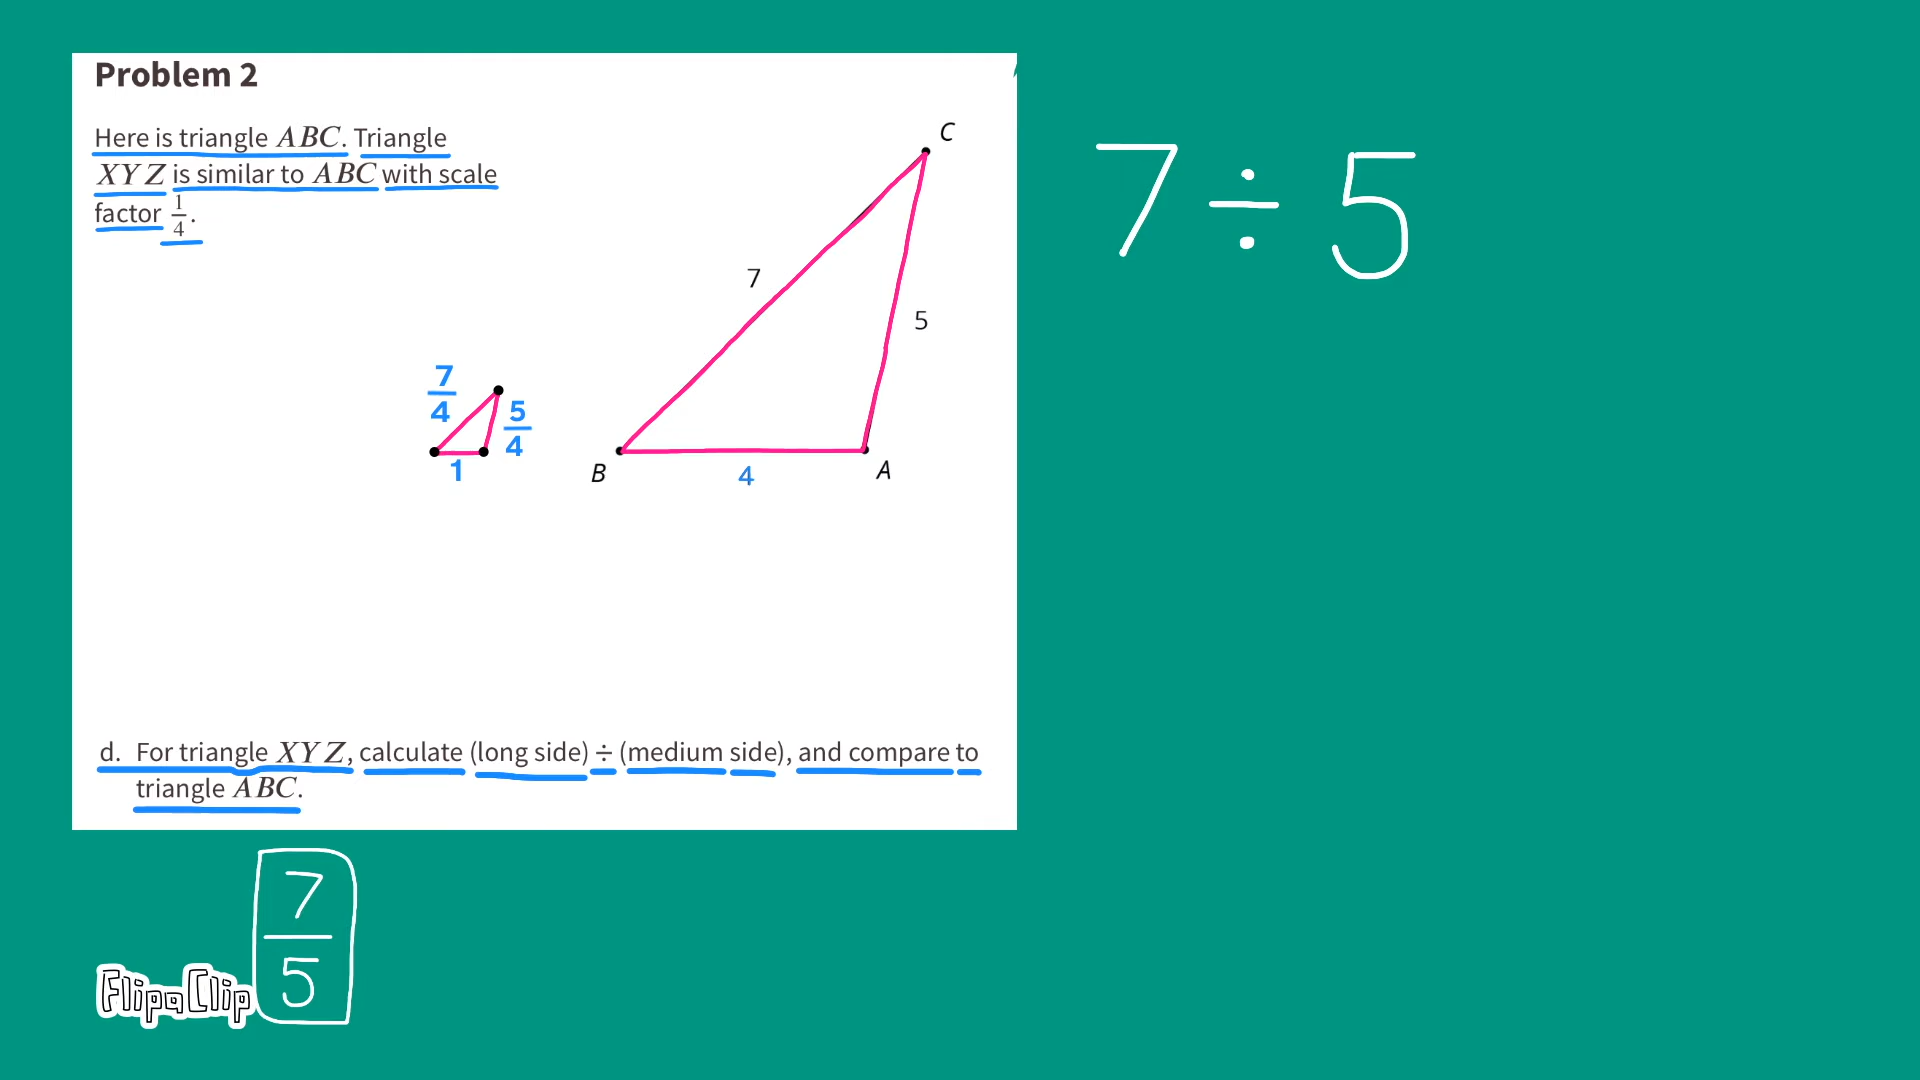 Problem 2
Here is triangle ABC. Triangle
XYZ is similar to ABC with scale
factor 1/4.
C
7
5
B
4
A
7/4
5/4
1
7 ÷ 5
d. For triangle XYZ, calculate (long side) ÷ (medium side), and compare to
triangle ABC.
7/5
FlipaClip